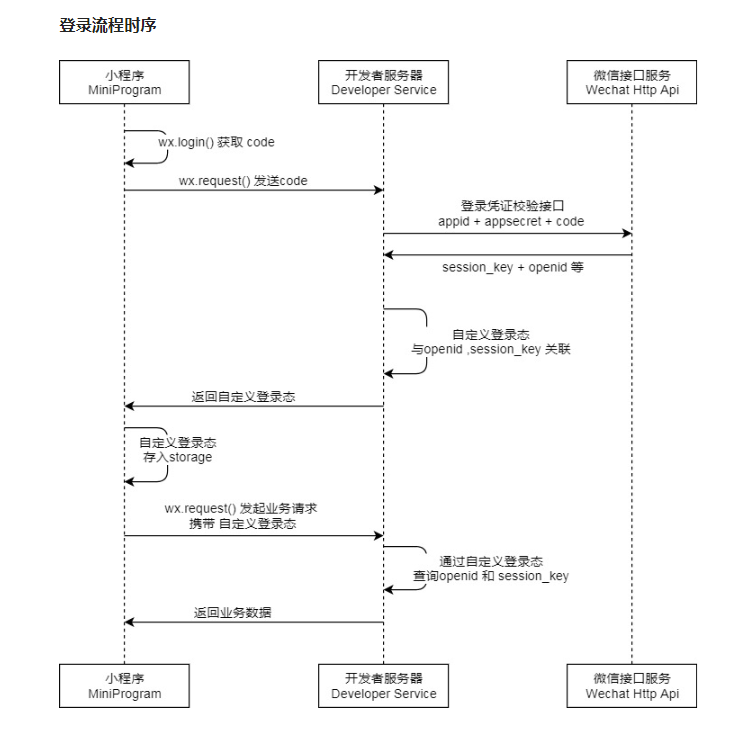 登录流程时序
小程序
MiniProgram
开发者服务器
Developer Service
微信接口服务
Wechat Http Api
wx.login() 获取 code
wx.request() 发送code
登录凭证校验接口
appid + appsecret + code
session_key + openid 等
自定义登录态
与openid ,session_key 关联
返回自定义登录态
自定义登录态
存入storage
wx.request() 发起业务请求
携带 自定义登录态
通过自定义登录态
查询openid 和 session_key
返回业务数据
小程序
MiniProgram
开发者服务器
Developer Service
微信接口服务
Wechat Http Api